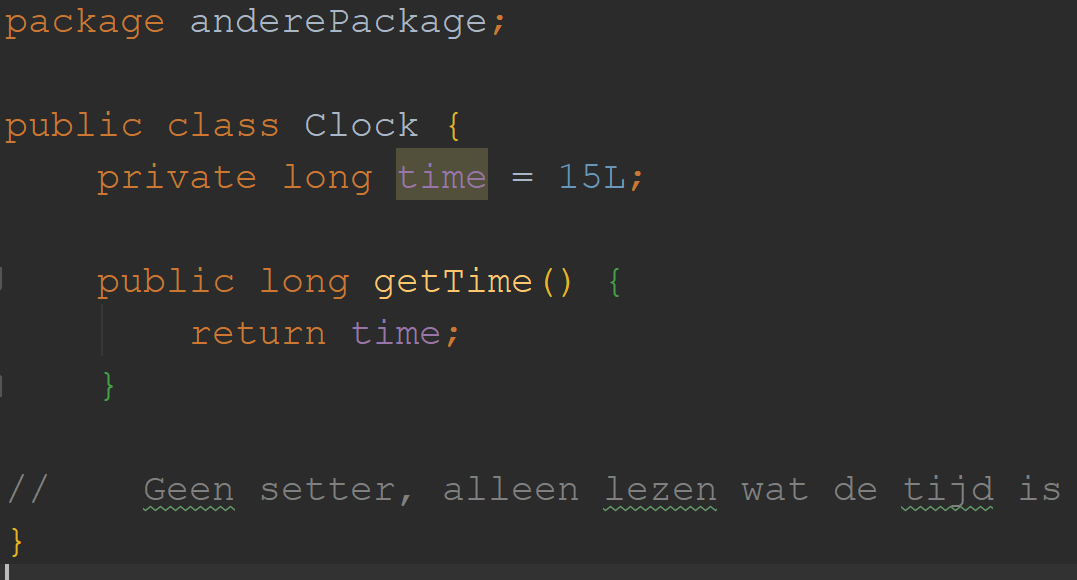 package anderePackage;
public class Clock {
private long time = 15L;
public long getTime() {
return time;
}
// Geen setter, alleen lezen wat de tijd is
}